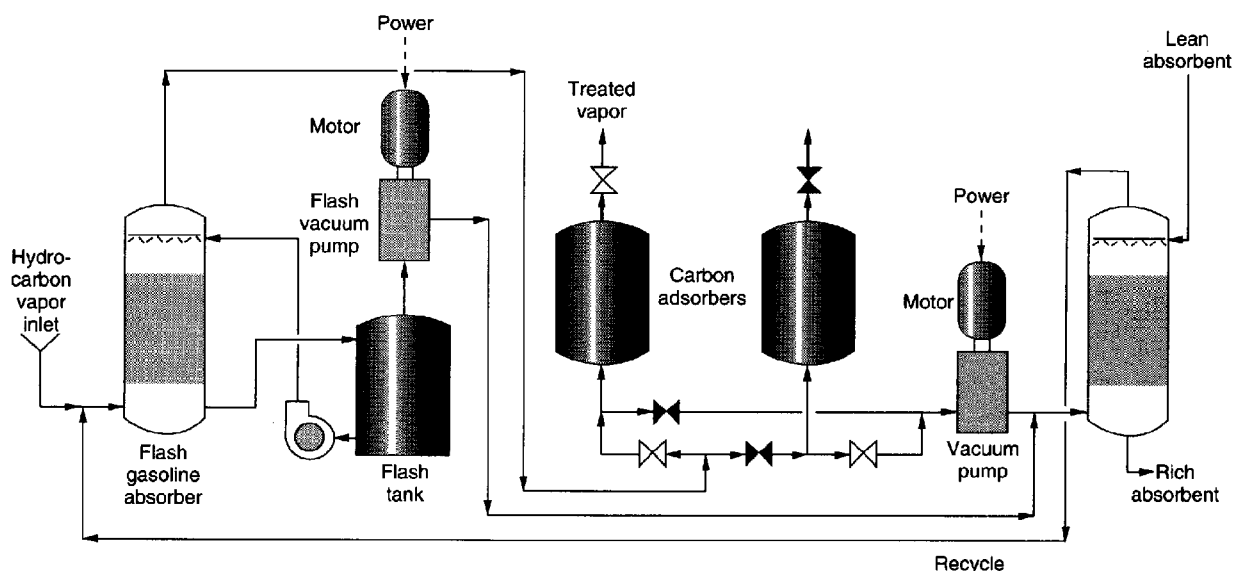 Power
Lean
absorbent
Treated
vapor
Motor
Flash
vacuum
pump
Power
Hydro-
carbon
vapor
inlet
Carbon
adsorbers
Motor
Flash
gasoline
absorber
Flash
tank
Vacuum
pump
Rich
absorbent
Recycle